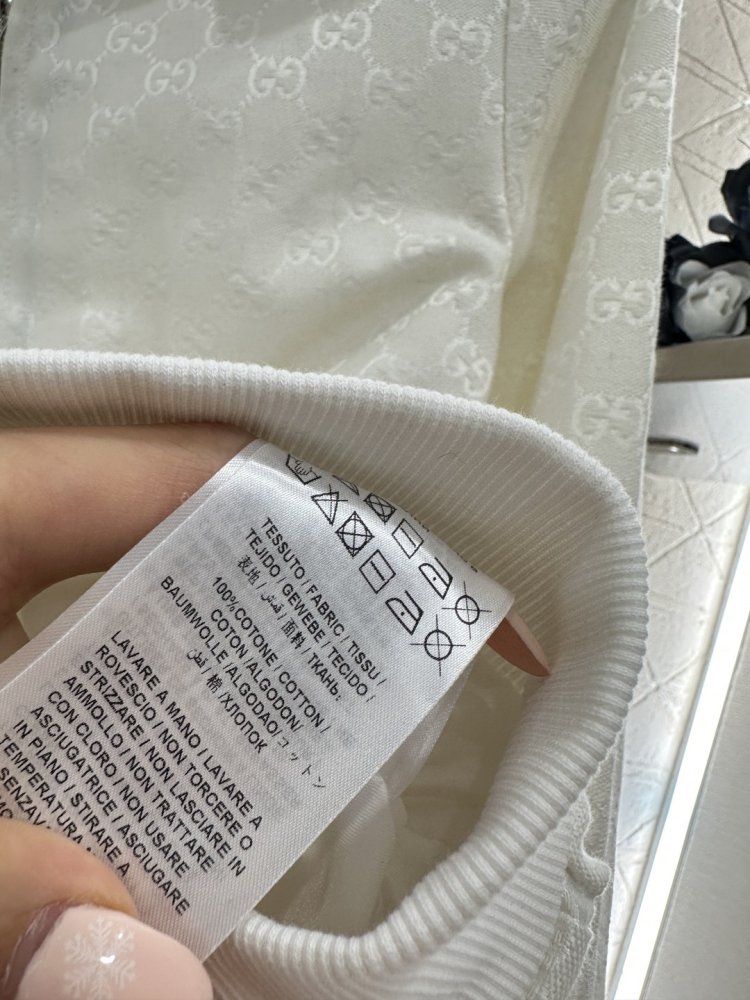 TESSUTO / FABRIC / TISSU /
TEJIDO / GEWEBE / TECIDO /
表地 / قماش / 面料 / ТКАНЬ:
100%COTONE / COTTON /
COTON /ALGODON/
BAUMWOLLE /ALGODAO/ コットン
/ قطن / 棉 /ХЛОПОК
LAVARE A MANO / LAVARE A
ROVESCIO / NON TORCERE O
STRIZZARE / NON LASCIARE IN
AMMOLLO / NON TRATTARE
CON CLORO / NON USARE
ASCIUGATRICE / ASCIUGARE
IN PIANO / STIRARE A
TEMPERATURA
SENZA